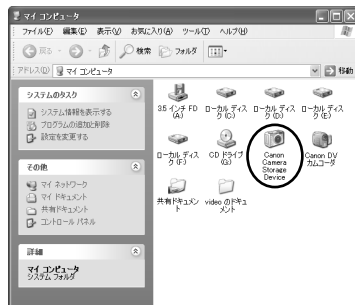 マイ コンピュータ
ファイル(F) 編集(E) 表示(V) お気に入り(A) ツール(T) ヘルプ(H)
戻る 検索 フォルダ
アドレス(D) マイ コンピュータ 移動
システムのタスク
システム情報を表示する
プログラムの追加と削除
設定を変更する
その他
マイ ネットワーク
マイ ドキュメント
共有ドキュメント
コントロール パネル
詳細
マイ コンピュータ
システム フォルダ
3.5 インチ FD (A:)
ローカル ディスク (C:)
ローカル ディスク (D:)
ローカル ディスク (E:)
ローカル ディスク (F:)
CD ドライブ (G:)
Canon Camera Storage Device
Canon DV カムコーダ
共有ドキュメント
video のドキュメント